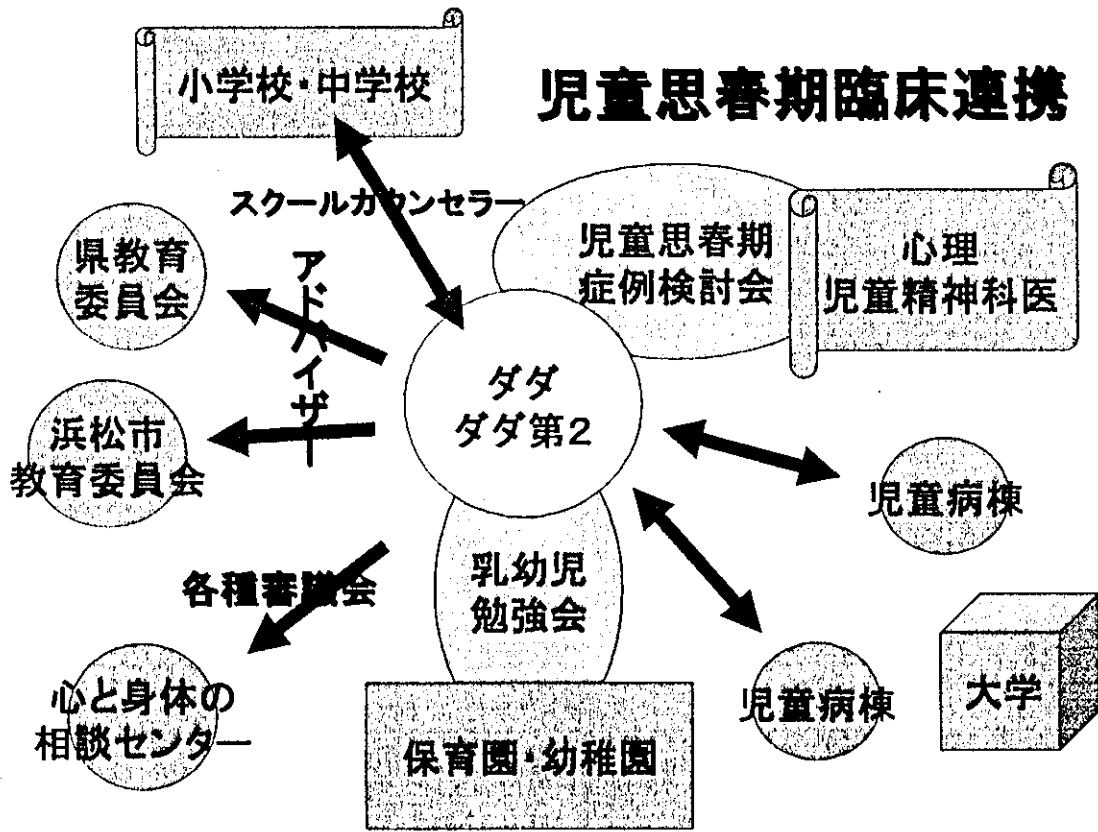 児童思春期臨床連携
小学校・中学校
スクールカウンセラー
児童思春期
症例検討会
心理
児童精神科医
県教育
委員会
アドバイザー
ダダ
ダダ第2
浜松市
教育委員会
児童病棟
各種審議会
乳幼児
勉強会
心と身体の
相談センター
保育園・幼稚園
児童病棟
大学